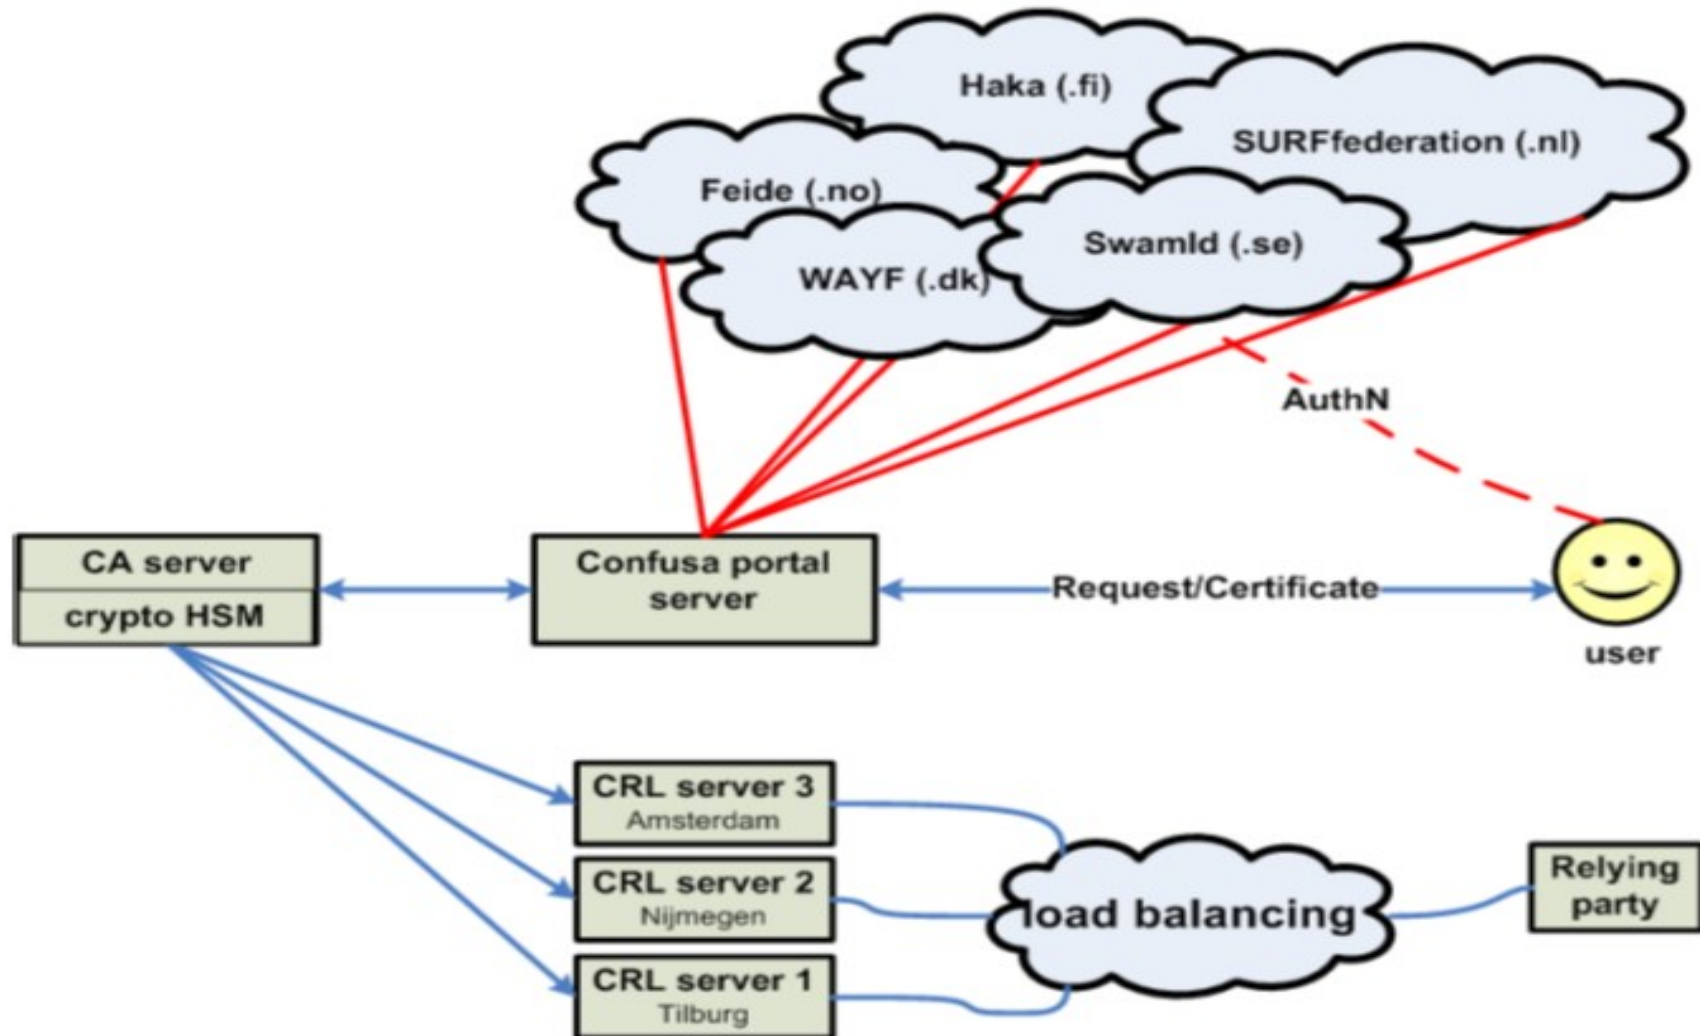 Haka (.fi)
SURFfederation (.nl)
Feide (.no)
SwamId (.se)
WAYF (.dk)
AuthN
CA server
crypto HSM
Confusa portal
server
Request/Certificate
user
CRL server 3
Amsterdam
CRL server 2
Nijmegen
CRL server 1
Tilburg
load balancing
Relying
party